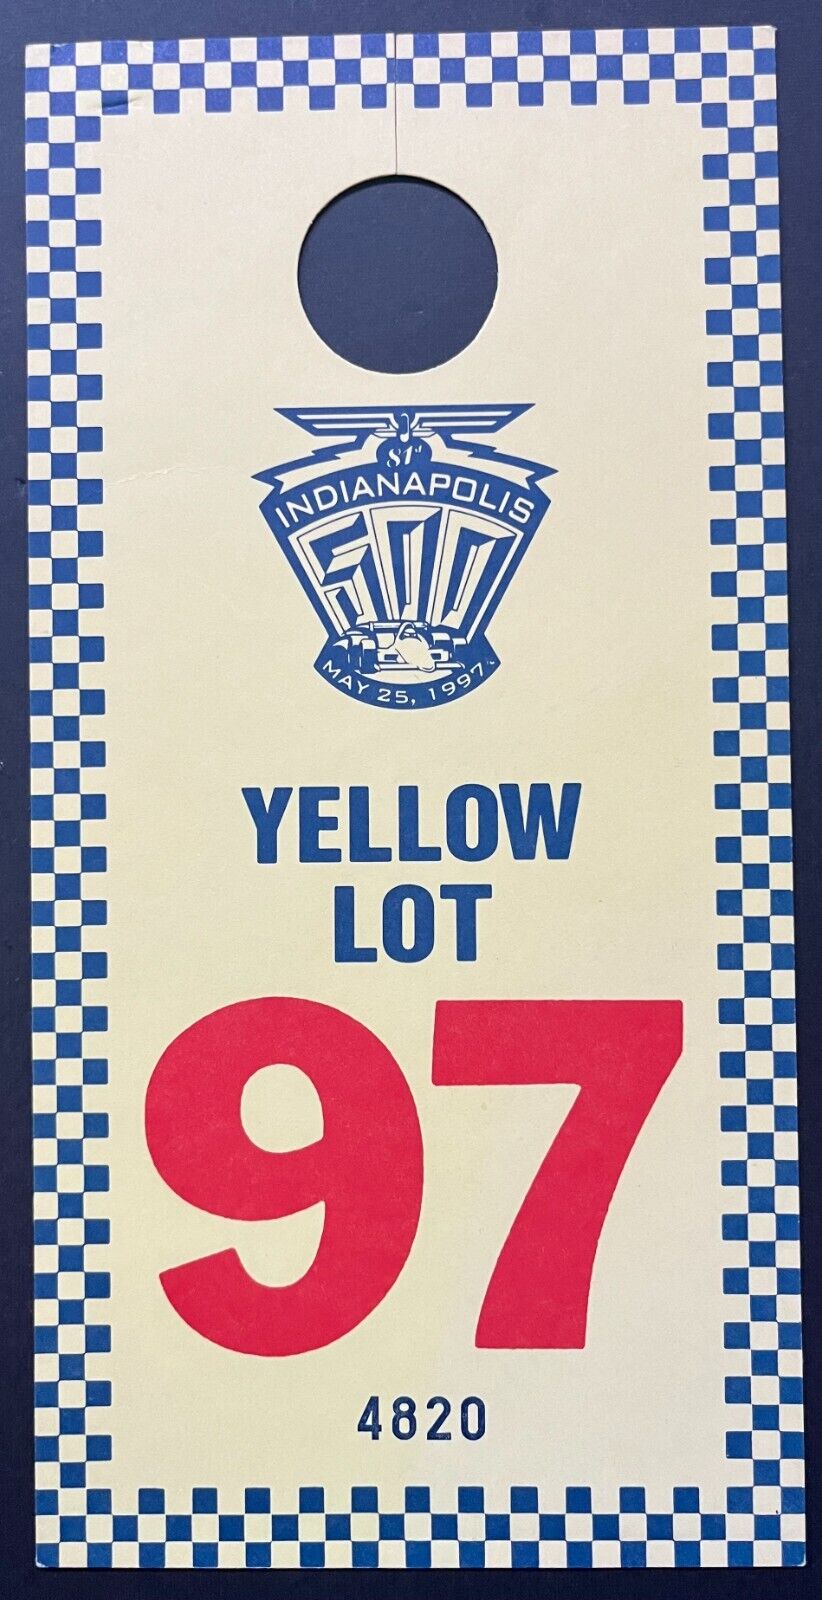 81st
INDIANAPOLIS
500
MAY 25, 1997
YELLOW
LOT
97
4820